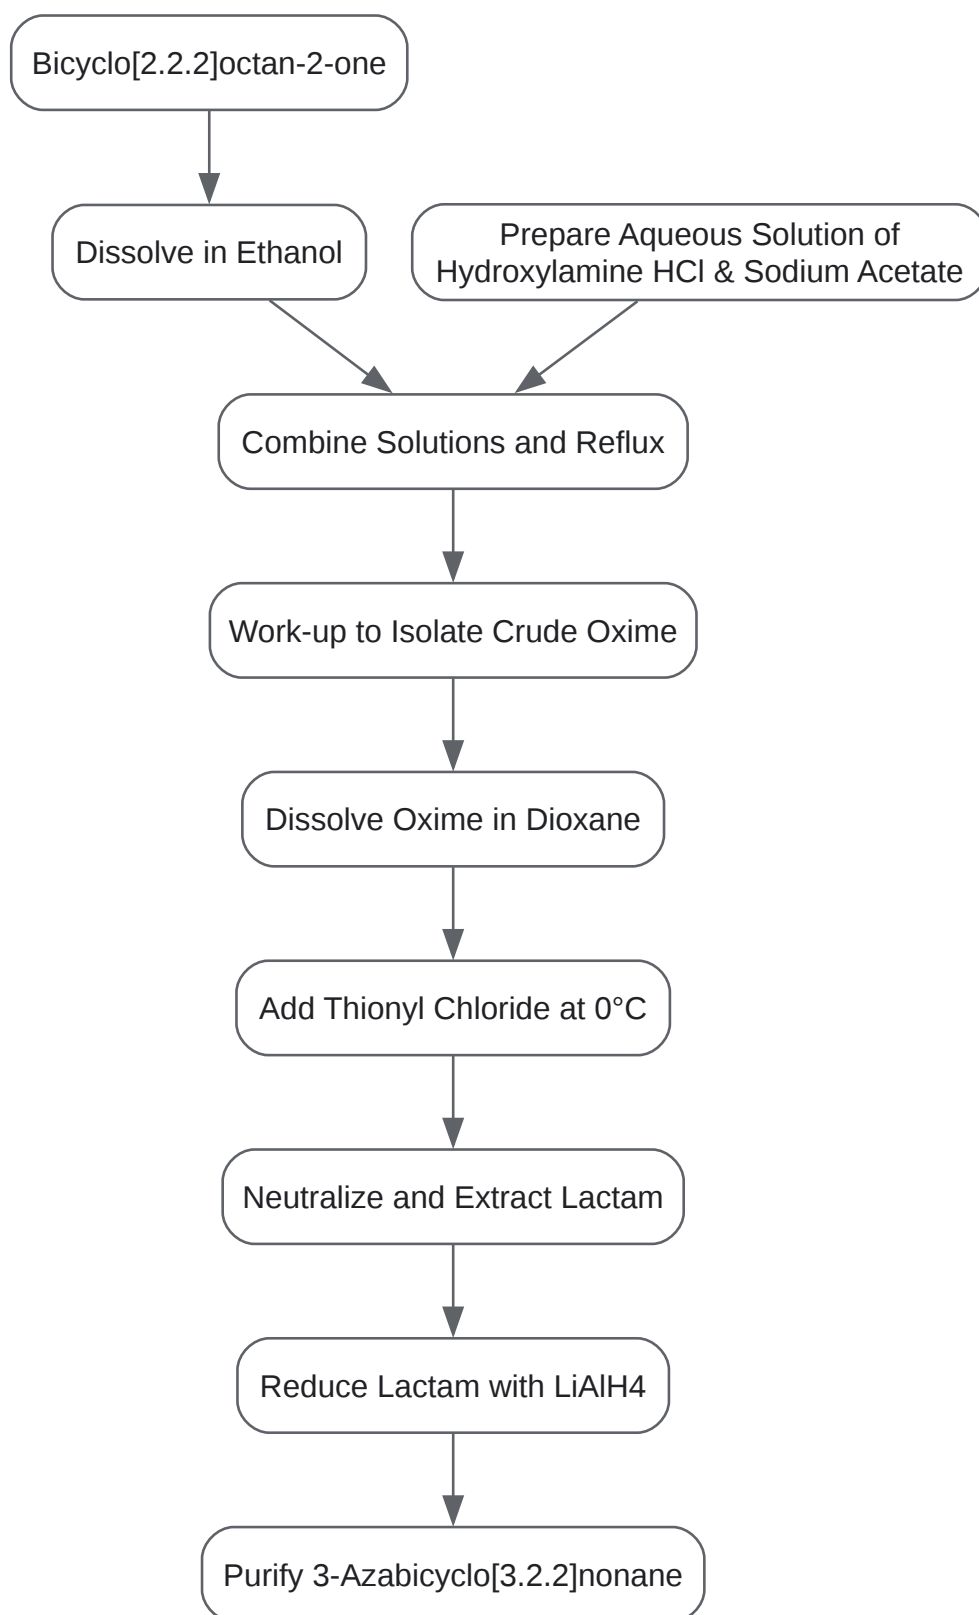 Bicyclo[2.2.2]octan-2-one
Dissolve in Ethanol
Prepare Aqueous Solution of
Hydroxylamine HCl & Sodium Acetate
Combine Solutions and Reflux
Work-up to Isolate Crude Oxime
Dissolve Oxime in Dioxane
Add Thionyl Chloride at 0°C
Neutralize and Extract Lactam
Reduce Lactam with LiAlH4
Purify 3-Azabicyclo[3.2.2]nonane